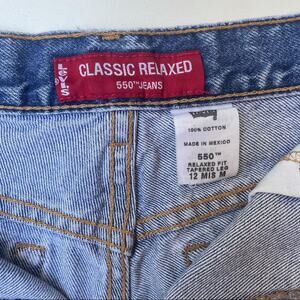 LEVI'S
CLASSIC RELAXED
550™ JEANS
100% COTTON
MADE IN MEXICO
550™
RELAXED FIT
TAPERED LEG
12 MIS M